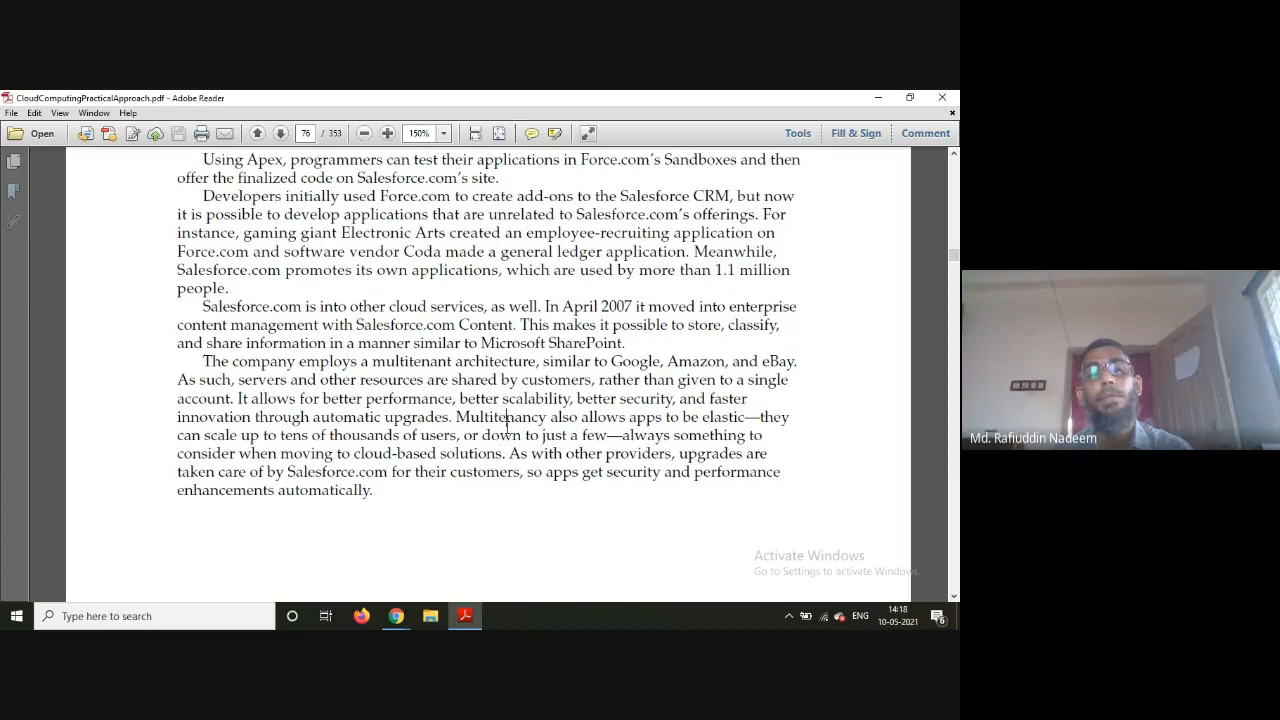 CloudComputingPracticalApproach.pdf - Adobe Reader
File Edit View Window Help
Open 76 / 353 150% Tools Fill & Sign Comment
Using Apex, programmers can test their applications in Force.com's Sandboxes and then
offer the finalized code on Salesforce.com's site.
Developers initially used Force.com to create add-ons to the Salesforce CRM, but now
it is possible to develop applications that are unrelated to Salesforce.com's offerings. For
instance, gaming giant Electronic Arts created an employee-recruiting application on
Force.com and software vendor Coda made a general ledger application. Meanwhile,
Salesforce.com promotes its own applications, which are used by more than 1.1 million
people.
Salesforce.com is into other cloud services, as well. In April 2007 it moved into enterprise
content management with Salesforce.com Content. This makes it possible to store, classify,
and share information in a manner similar to Microsoft SharePoint.
The company employs a multitenant architecture, similar to Google, Amazon, and eBay.
As such, servers and other resources are shared by customers, rather than given to a single
account. It allows for better performance, better scalability, better security, and faster
innovation through automatic upgrades. Multitenancy also allows apps to be elastic—they
can scale up to tens of thousands of users, or down to just a few—always something to
consider when moving to cloud-based solutions. As with other providers, upgrades are
taken care of by Salesforce.com for their customers, so apps get security and performance
enhancements automatically.
Md. Rafiuddin Nadeem
Activate Windows
Go to Settings to activate Windows.
Type here to search
ENG
14:18
10-05-2021
6